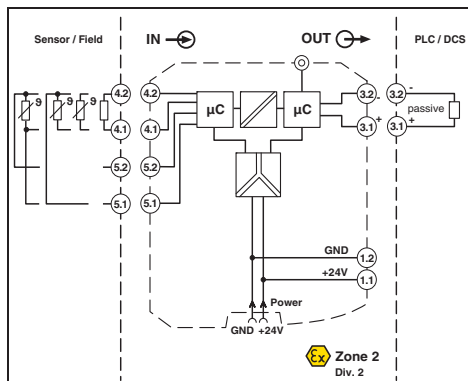 Sensor / Field
IN
OUT
PLC / DCS
4.2
4.2
3.2
-
3.2
-
ϑ
ϑ
ϑ
µC
µC
passive
4.1
4.1
3.1
+
3.1
+
5.2
5.2
5.1
5.1
GND
1.2
+24V
1.1
Power
GND +24V
Ex
Zone 2
Div. 2